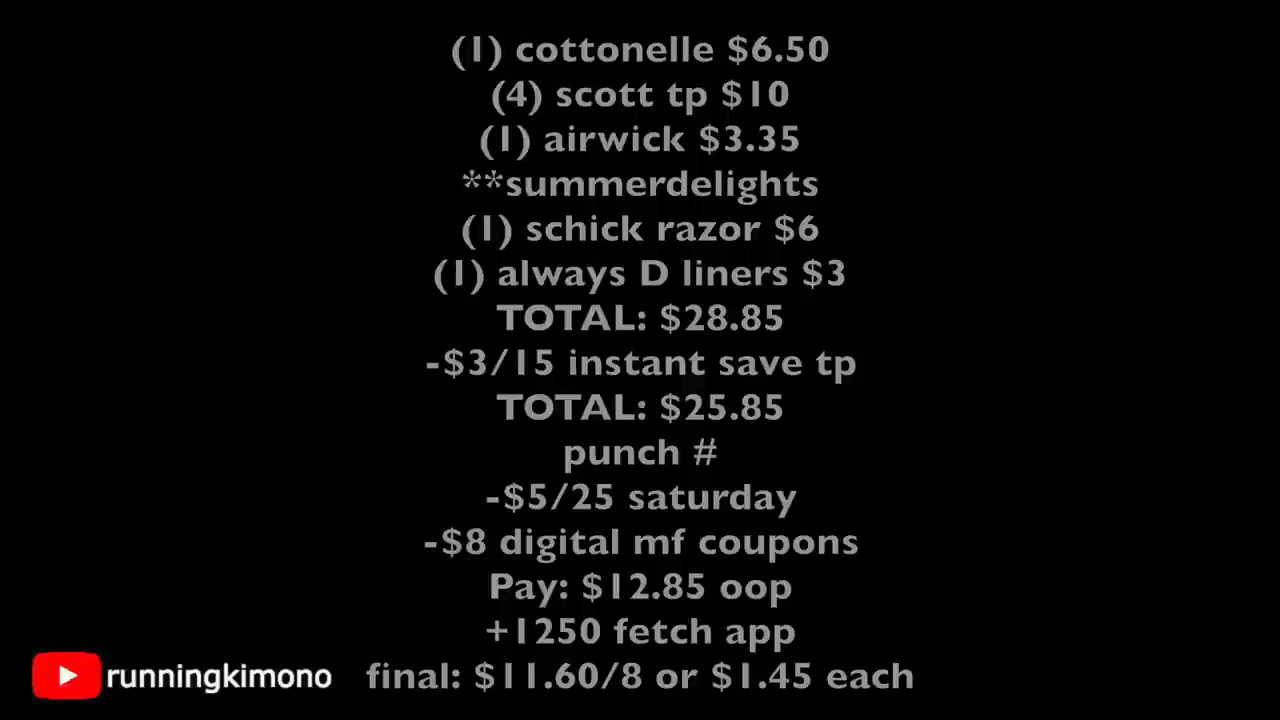 (1) cottonelle $6.50
(4) scott tp $10
(1) airwick $3.35
**summerdelights
(1) schick razor $6
(1) always D liners $3
TOTAL: $28.85
-$3/15 instant save tp
TOTAL: $25.85
punch #
-$5/25 saturday
-$8 digital mf coupons
Pay: $12.85 oop
+1250 fetch app
final: $11.60/8 or $1.45 each
runningkimono